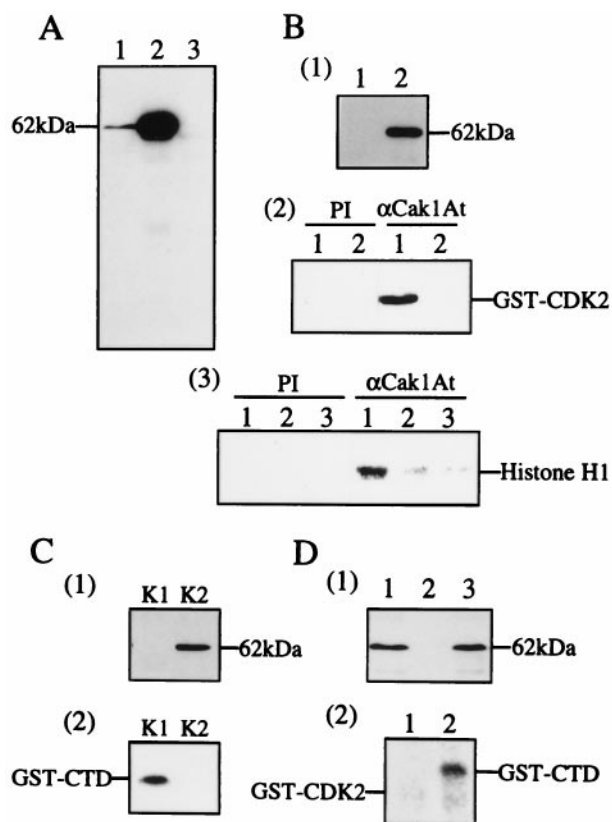 A
1 2 3
62kDa
B
(1)
1 2
62kDa
(2)
PI αCak1At
1 2 1 2
GST-CDK2
(3)
PI αCak1At
1 2 3 1 2 3
Histone H1
C
(1)
K1 K2
62kDa
(2)
K1 K2
GST-CTD
D
(1)
1 2 3
62kDa
(2)
1 2
GST-CTD
GST-CDK2